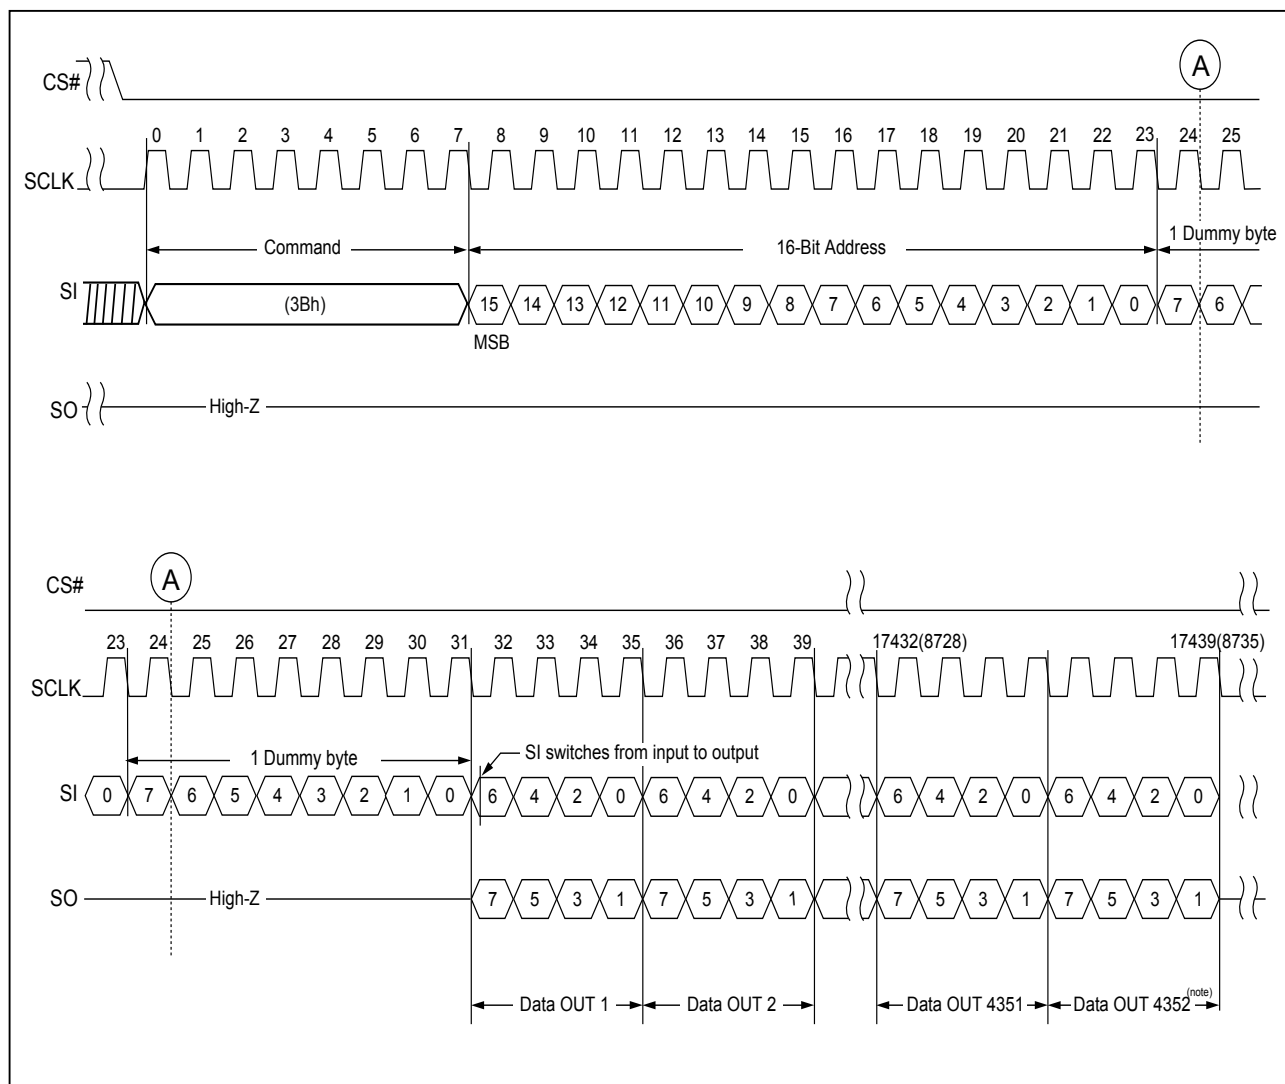 A
CS#
0 1 2 3 4 5 6 7 8 9 10 11 12 13 14 15 16 17 18 19 20 21 22 23 24 25
SCLK
Command 16-Bit Address 1 Dummy byte
SI (3Bh) 15 14 13 12 11 10 9 8 7 6 5 4 3 2 1 0 7 6
MSB
SO High-Z
A
CS#
23 24 25 26 27 28 29 30 31 32 33 34 35 36 37 38 39 17432(8728) 17439(8735)
SCLK
1 Dummy byte SI switches from input to output
SI 0 7 6 5 4 3 2 1 0 6 4 2 0 6 4 2 0 6 4 2 0 6 4 2 0
SO High-Z 7 5 3 1 7 5 3 1 7 5 3 1 7 5 3 1
Data OUT 1 Data OUT 2 Data OUT 4351 Data OUT 4352(note)